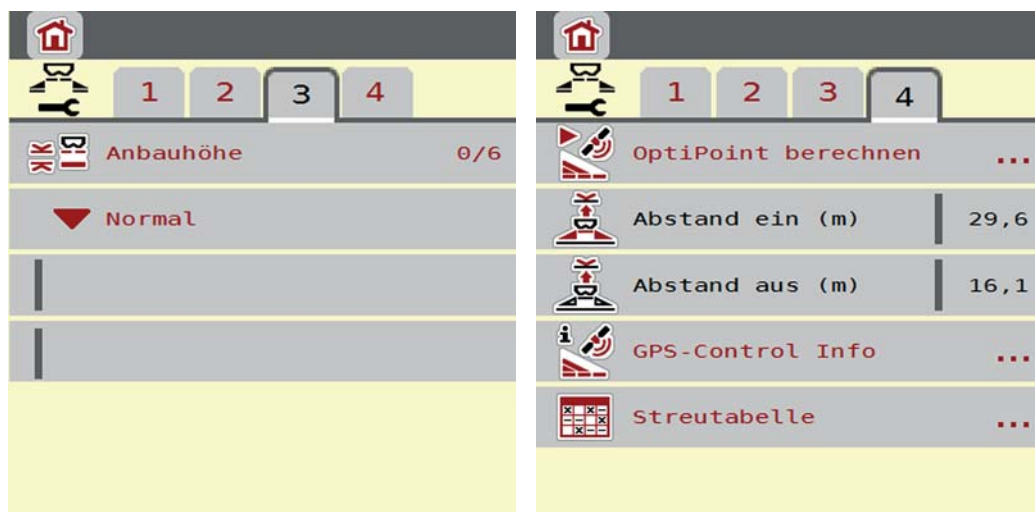 1 2 3 4
Anbauhöhe 0/6
Normal
1 2 3 4
OptiPoint berechnen ...
Abstand ein (m) 29,6
Abstand aus (m) 16,1
GPS-Control Info ...
Streutabelle ...